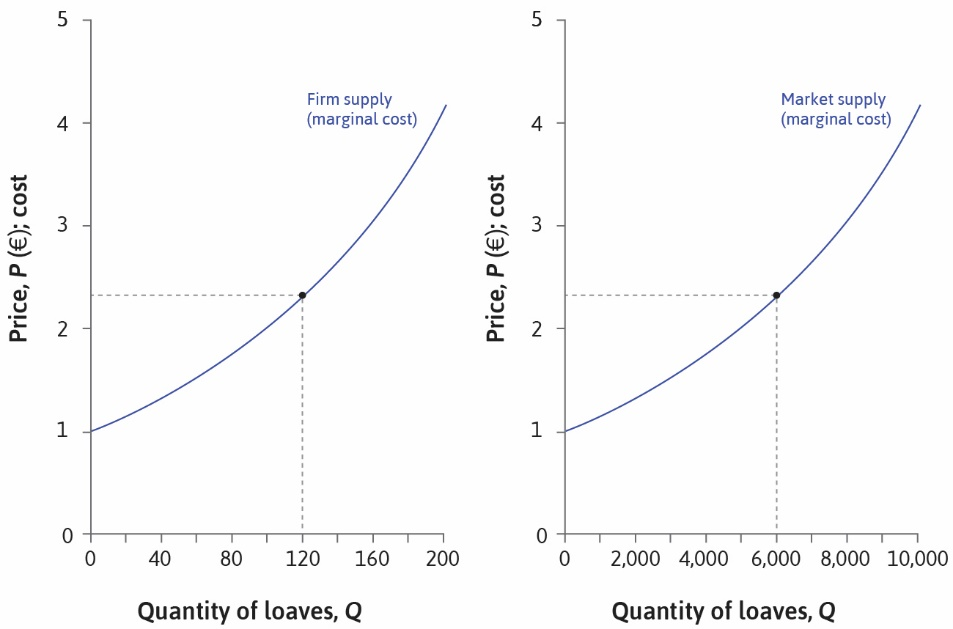 5
4
3
2
1
0
Price, P (€); cost
Firm supply
(marginal cost)
0 40 80 120 160 200
Quantity of loaves, Q
5
4
3
2
1
0
Price, P (€); cost
Market supply
(marginal cost)
0 2,000 4,000 6,000 8,000 10,000
Quantity of loaves, Q